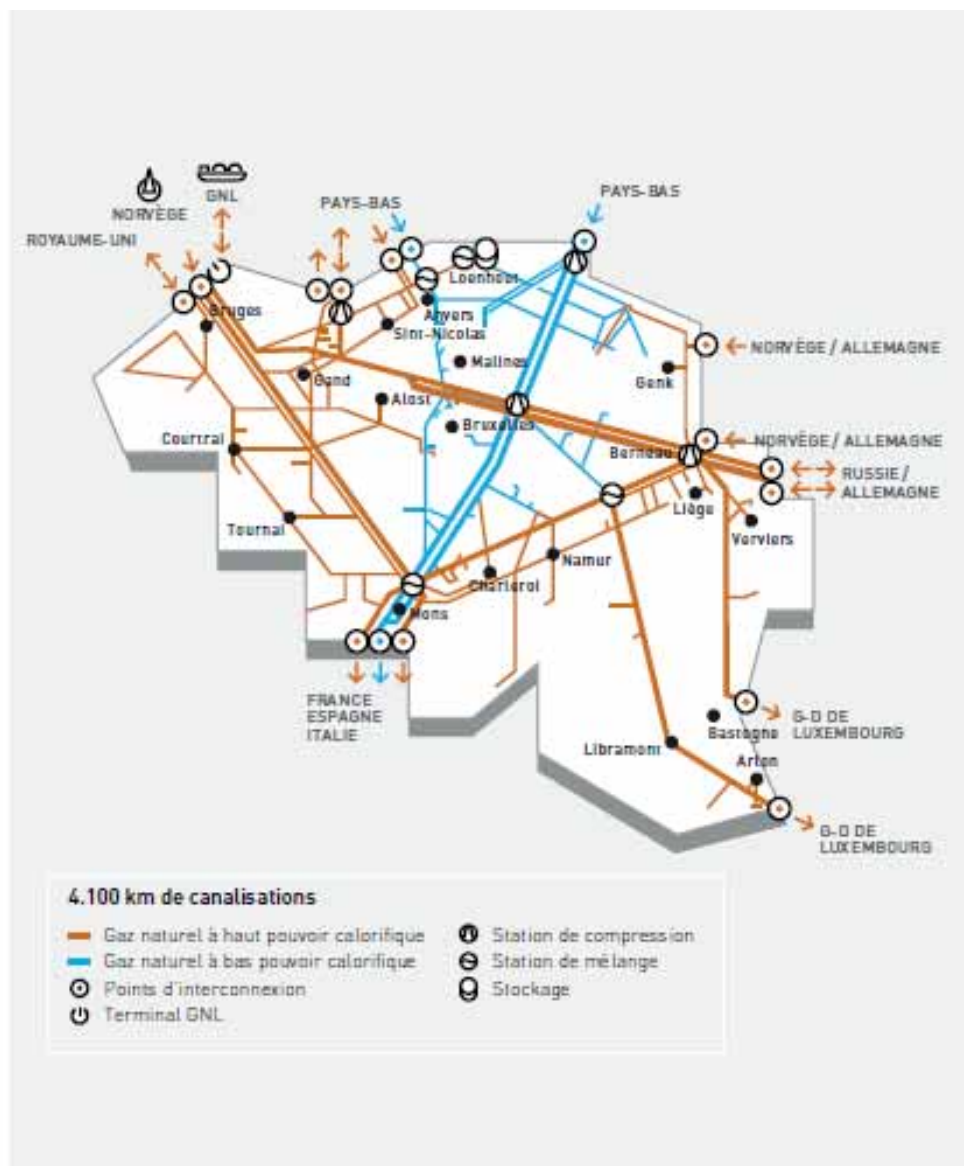 GNL
NORVÈGE
PAYS-BAS
PAYS-BAS
ROYAUME-UNI
Loenhout
Bruges
Anvers
Sint-Nicolas
Malines
NORVÈGE / ALLEMAGNE
Gand
Genk
Alost
Bruxelles
Courtrai
NORVÈGE / ALLEMAGNE
Berneau
RUSSIE /
ALLEMAGNE
Liège
Tournai
Verviers
Namur
Charleroi
Mons
FRANCE
ESPAGNE
ITALIE
Bastogne
G-D DE
LUXEMBOURG
Libramont
Arlon
G-D DE
LUXEMBOURG
4.100 km de canalisations
Gaz naturel à haut pouvoir calorifique
Gaz naturel à bas pouvoir calorifique
Points d'interconnexion
Terminal GNL
Station de compression
Station de mélange
Stockage